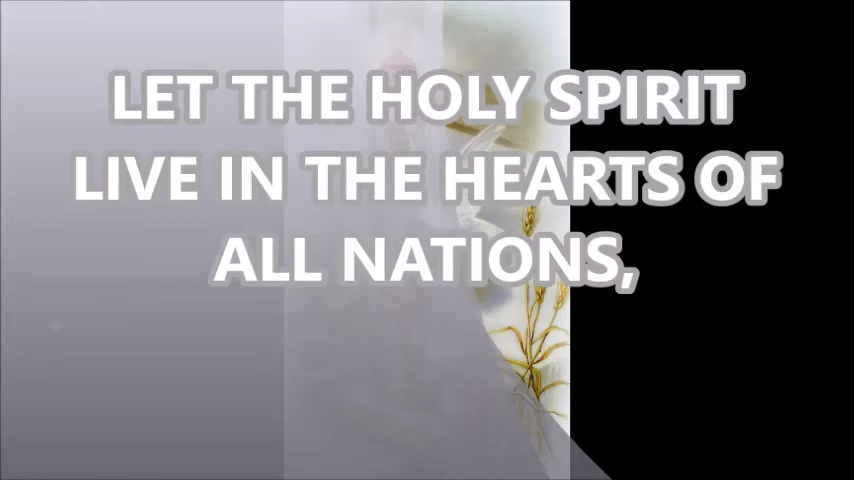 LET THE HOLY SPIRIT
LIVE IN THE HEARTS OF
ALL NATIONS,